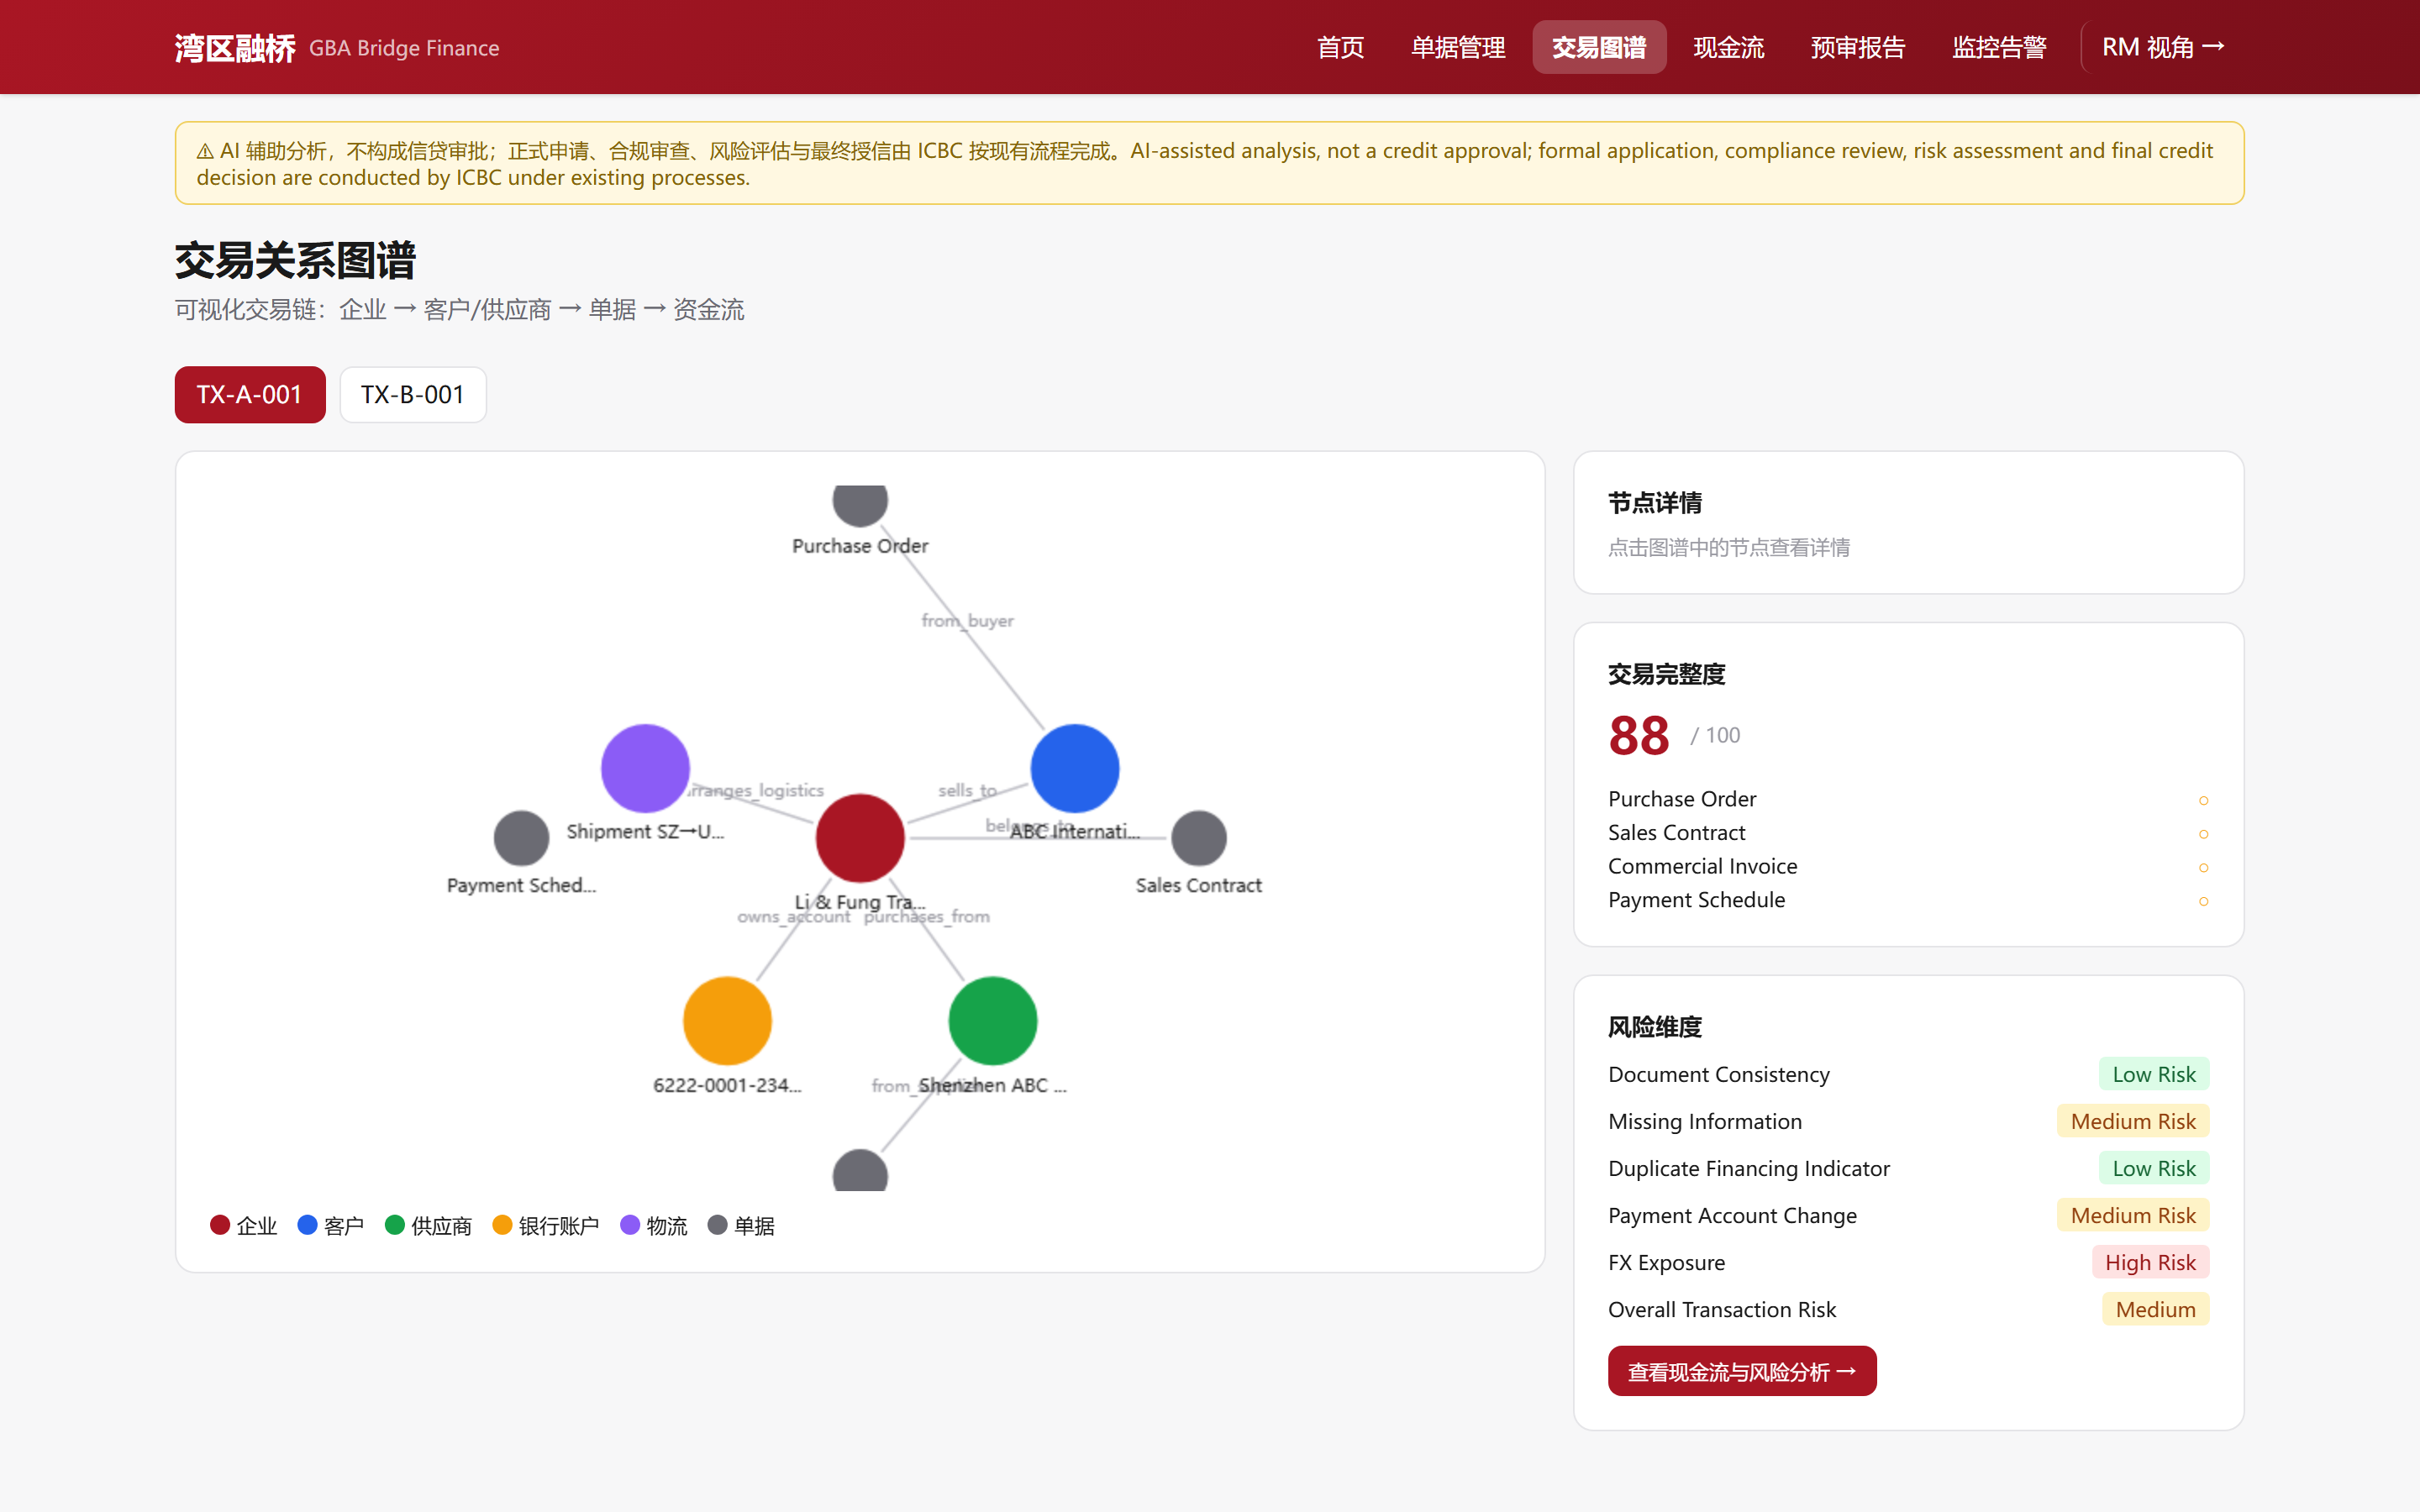 湾区融桥 GBA Bridge Finance
首页 单据管理 交易图谱 现金流 预审报告 监控告警 RM 视角 →
⚠ AI 辅助分析，不构成信贷审批；正式申请、合规审查、风险评估与最终授信由 ICBC 按现有流程完成。AI-assisted analysis, not a credit approval; formal application, compliance review, risk assessment and final credit
decision are conducted by ICBC under existing processes.
交易关系图谱
可视化交易链：企业 → 客户/供应商 → 单据 → 资金流
TX-A-001 TX-B-001
Purchase Order
from_buyer
rranges_logistics
sells_to
Shipment SZ→U...
ABC Internati...
Payment Sched...
Sales Contract
Li & Fung Tra...
owns_account purchases_from
6222-0001-234...
Shenzhen ABC ...
企业 客户 供应商 银行账户 物流 单据
节点详情
点击图谱中的节点查看详情
交易完整度
88 / 100
Purchase Order ○
Sales Contract ○
Commercial Invoice ○
Payment Schedule ○
风险维度
Document Consistency Low Risk
Missing Information Medium Risk
Duplicate Financing Indicator Low Risk
Payment Account Change Medium Risk
FX Exposure High Risk
Overall Transaction Risk Medium
查看现金流与风险分析 →